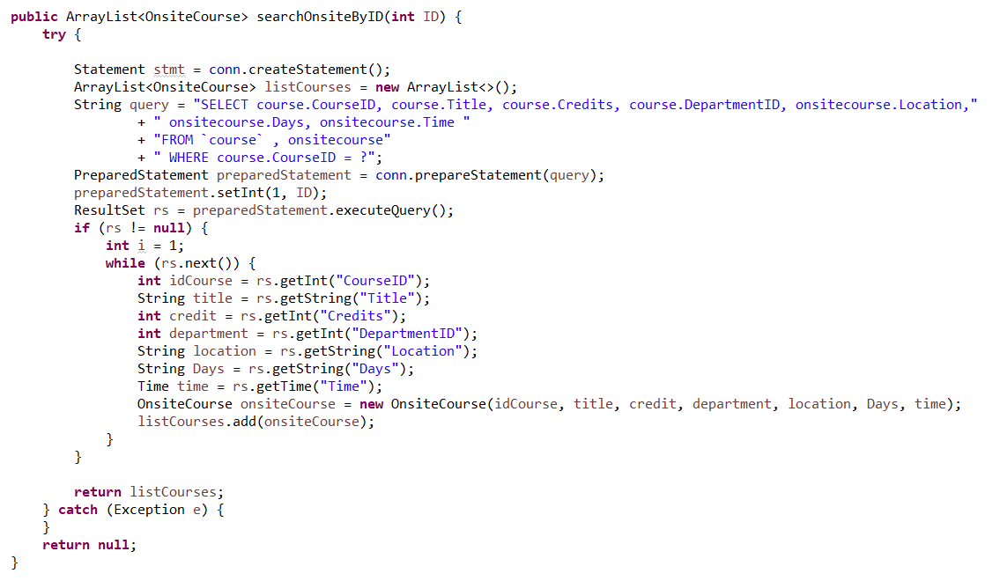 public ArrayList<OnsiteCourse> searchOnsiteByID(int ID) {
    try {

        Statement stmt = conn.createStatement();
        ArrayList<OnsiteCourse> listCourses = new ArrayList<>();
        String query = "SELECT course.CourseID, course.Title, course.Credits, course.DepartmentID, onsitecourse.Location,"
                + " onsitecourse.Days, onsitecourse.Time "
                + "FROM `course` , onsitecourse"
                + " WHERE course.CourseID = ?";
        PreparedStatement preparedStatement = conn.prepareStatement(query);
        preparedStatement.setInt(1, ID);
        ResultSet rs = preparedStatement.executeQuery();
        if (rs != null) {
            int i = 1;
            while (rs.next()) {
                int idCourse = rs.getInt("CourseID");
                String title = rs.getString("Title");
                int credit = rs.getInt("Credits");
                int department = rs.getInt("DepartmentID");
                String location = rs.getString("Location");
                String Days = rs.getString("Days");
                Time time = rs.getTime("Time");
                OnsiteCourse onsiteCourse = new OnsiteCourse(idCourse, title, credit, department, location, Days, time);
                listCourses.add(onsiteCourse);
            }
        }

        return listCourses;
    } catch (Exception e) {
    }
    return null;
}